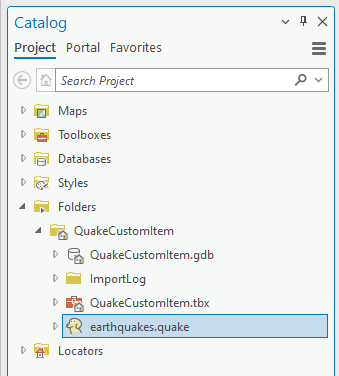 Catalog
Project Portal Favorites
Search Project
Maps
Toolboxes
Databases
Styles
Folders
QuakeCustomItem
QuakeCustomItem.gdb
ImportLog
QuakeCustomItem.tbx
earthquakes.quake
Locators